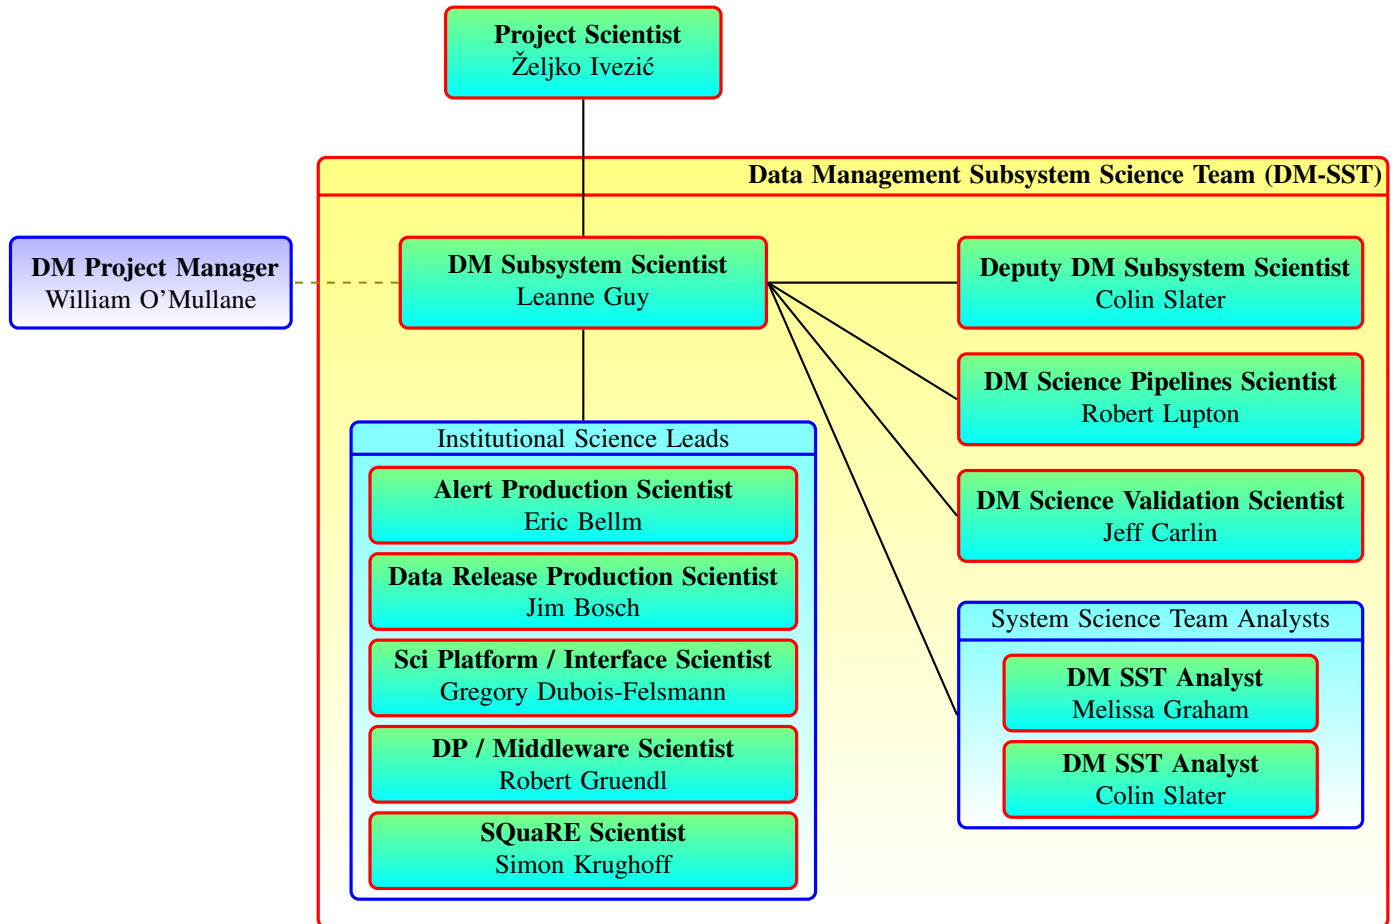 Project Scientist
Željko Ivezić
Data Management Subsystem Science Team (DM-SST)
DM Project Manager
William O’Mullane
DM Subsystem Scientist
Leanne Guy
Deputy DM Subsystem Scientist
Colin Slater
DM Science Pipelines Scientist
Robert Lupton
DM Science Validation Scientist
Jeff Carlin
Institutional Science Leads
Alert Production Scientist
Eric Bellm
Data Release Production Scientist
Jim Bosch
Sci Platform / Interface Scientist
Gregory Dubois-Felsmann
DP / Middleware Scientist
Robert Gruendl
SQuaRE Scientist
Simon Krughoff
System Science Team Analysts
DM SST Analyst
Melissa Graham
DM SST Analyst
Colin Slater